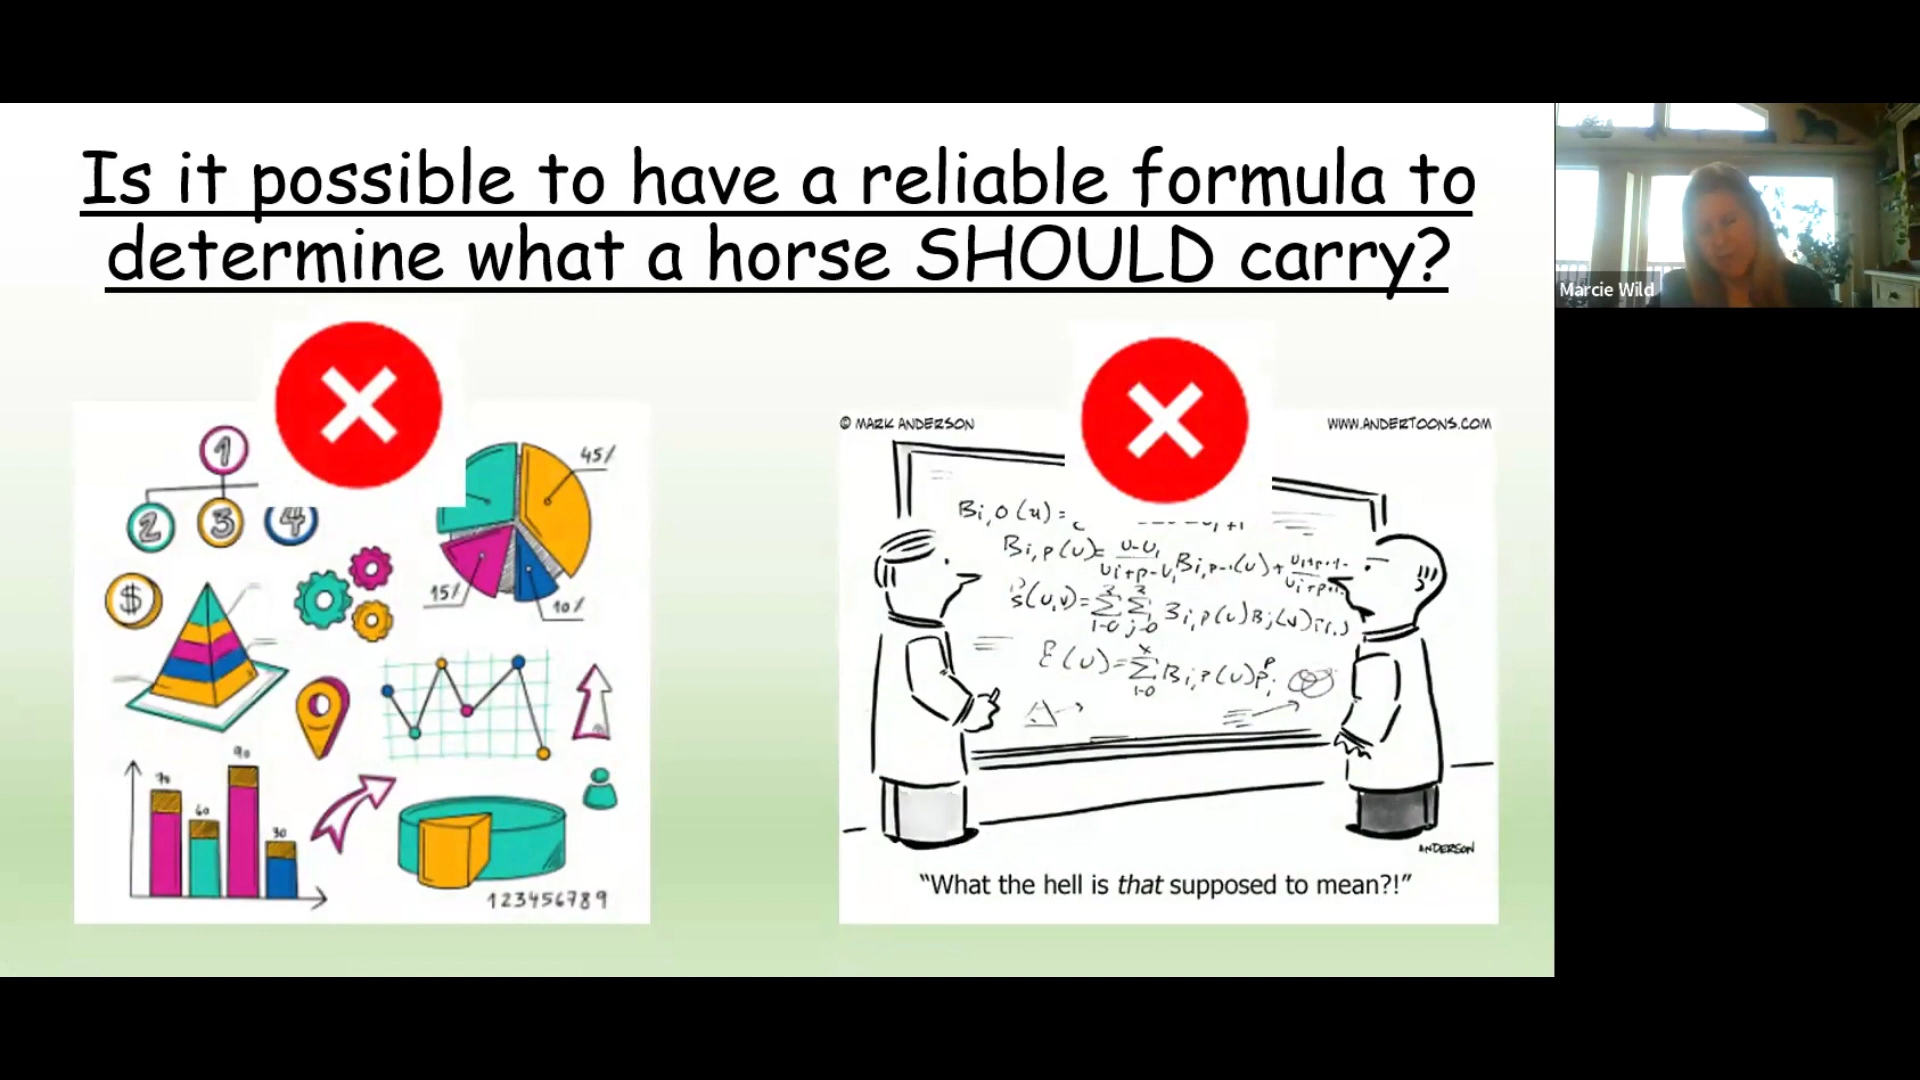 Is it possible to have a reliable formula to
determine what a horse SHOULD carry?
Marcie Wild
1
2 3 4
$
45%
15%
10%
70
60
90
30
123456789
© MARK ANDERSON
WWW.ANDERTOONS.COM
Bi,0(u)=
ANDERSON
“What the hell is that supposed to mean?!”